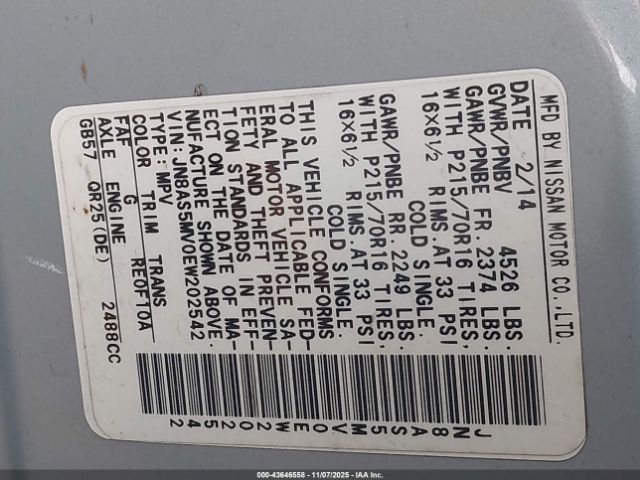 MFD BY NISSAN MOTOR CO.,LTD.
DATE 2/14
GVWR/PNBV 4526 LBS.
GAWR/PNBE FR. 2374 LBS.
WITH P215/70R16 TIRES,
16X6½ RIMS.AT 33 PSI
COLD SINGLE.
GAWR/PNBE RR. 2249 LBS.
WITH P215/70R16 TIRES,
16X6½ RIMS.AT 33 PSI
COLD SINGLE.
THIS VEHICLE CONFORMS
TO ALL APPLICABLE FED-
ERAL MOTOR VEHICLE SA-
FETY AND THEFT PREVEN-
TION STANDARDS IN EFF-
ECT ON THE DATE OF MA-
NUFACTURE SHOWN ABOVE.
VIN: JN8AS5MV0EW202542
TYPE: MPV
COLOR TRIM TRANS
FAF G RE0F10A
AXLE ENGINE
GB57 QR25(DE) 2488CC
JN8AS5MV0EW202542
000-43646558 - 11/07/2025 - IAA Inc.